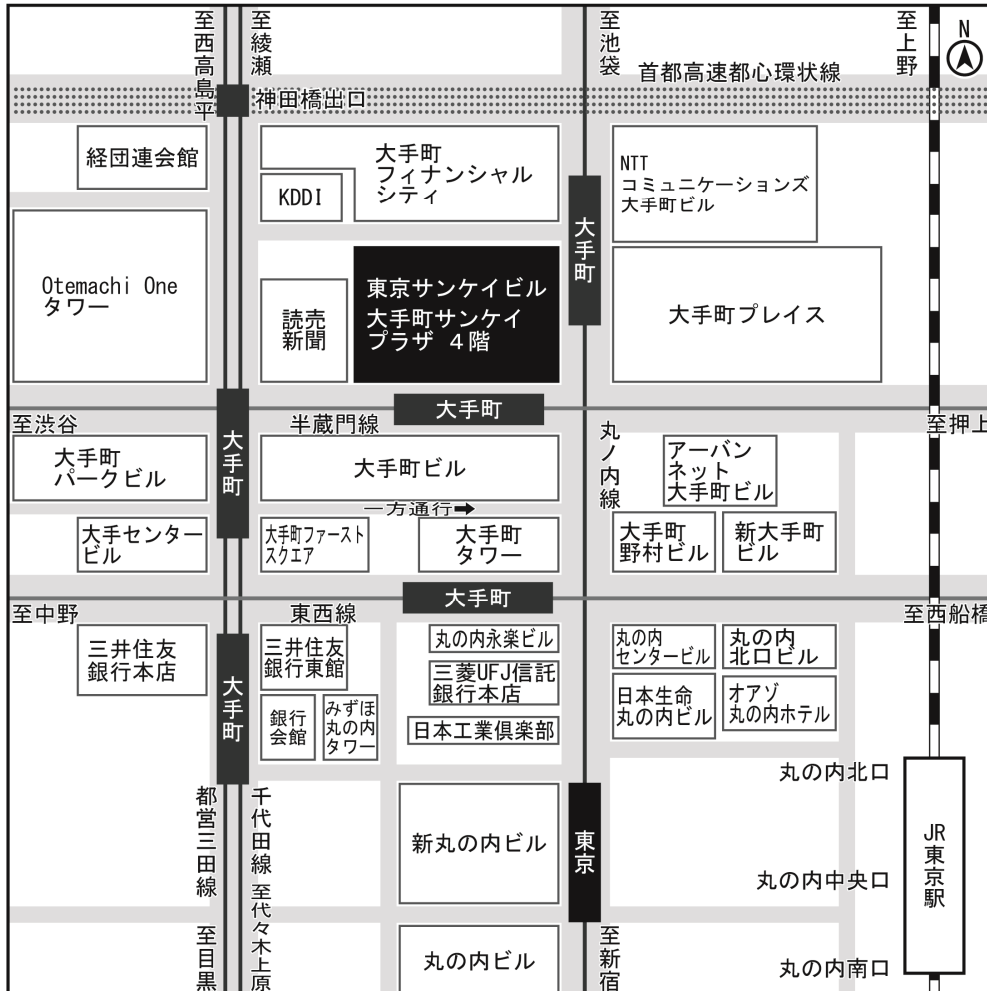 至西高島平
至綾瀬
至池袋
至上野
N
首都高速都心環状線
神田橋出口
経団連会館
大手町
フィナンシャル
シティ
KDDI
NTT
コミュニケーションズ
大手町ビル
大手町
Otemachi One
タワー
読売
新聞
東京サンケイビル
大手町サンケイ
プラザ 4階
大手町プレイス
大手町
至渋谷
半蔵門線
至押上
大手町
丸ノ内線
大手町
パークビル
大手町ビル
アーバン
ネット
大手町ビル
一方通行➡
大手センター
ビル
大手町ファースト
スクエア
大手町
タワー
大手町
野村ビル
新大手町
ビル
大手町
至中野
東西線
至西船橋
三井住友
銀行本店
大手町
三井住友
銀行東館
丸の内永楽ビル
丸の内
センタービル
丸の内
北口ビル
三菱UFJ信託
銀行本店
銀行
会館
みずほ
丸の内
タワー
日本工業倶楽部
日本生命
丸の内ビル
オアゾ
丸の内ホテル
丸の内北口
都営三田線
千代田線
新丸の内ビル
東京
JR東京駅
丸の内中央口
至目黒
至代々木上原
丸の内ビル
至新宿
丸の内南口